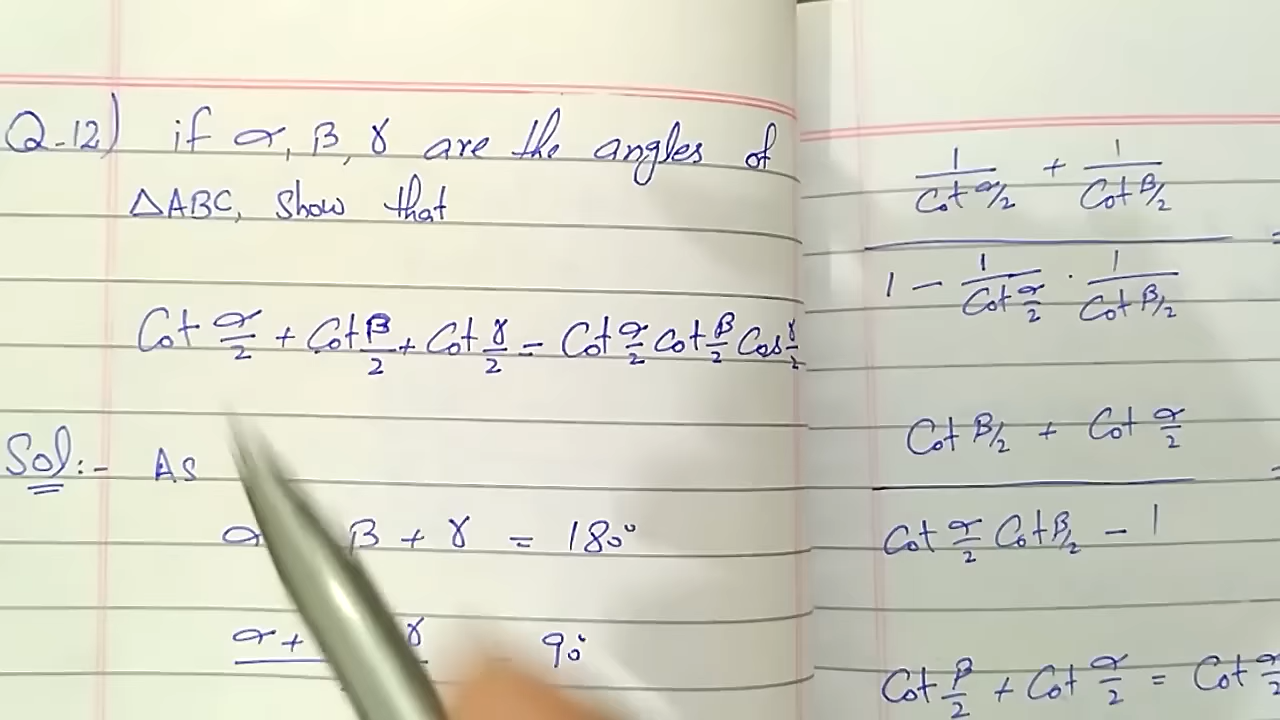 Q-12) if α, β, γ are the angles of
ΔABC, Show that
Cot α/2 + Cot β/2 + Cot γ/2 = Cot α/2 Cot β/2 Cos γ/2
Sol:- As
α β + γ = 180°
α + γ 90°
1/Cot α/2 + 1/Cot β/2
1 - 1/Cot α/2 · 1/Cot β/2
Cot β/2 + Cot α/2
Cot α/2 Cot β/2 - 1
Cot β/2 + Cot α/2 = Cot α/2